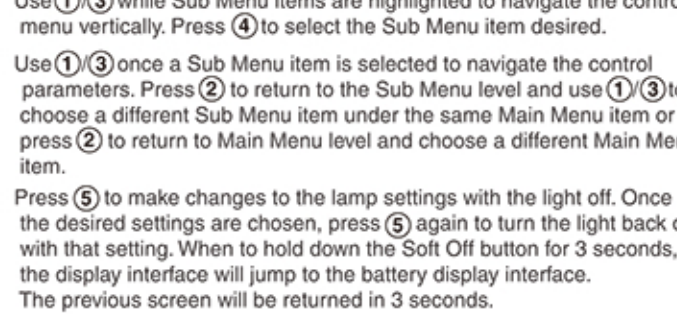 Use ①/③ while Sub Menu items are highlighted to navigate the
menu vertically. Press ④ to select the Sub Menu item desired.
Use ①/③ once a Sub Menu item is selected to navigate the control
parameters. Press ② to return to the Sub Menu level and use ①/③
choose a different Sub Menu item under the same Main Menu item or
press ② to return to Main Menu level and choose a different Main
item.
Press ⑤ to make changes to the lamp settings with the light off. Once
the desired settings are chosen, press ⑤ again to turn the light back
with that setting. When to hold down the Soft Off button for 3 seconds,
the display interface will jump to the battery display interface.
The previous screen will be returned in 3 seconds.